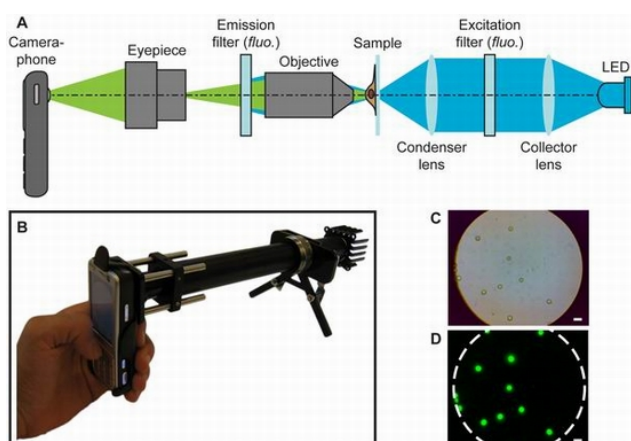 A
Camera-
phone
Eyepiece
Emission
filter (fluo.)
Objective
Sample
Excitation
filter (fluo.)
LED
Condenser
lens
Collector
lens
B
C
D